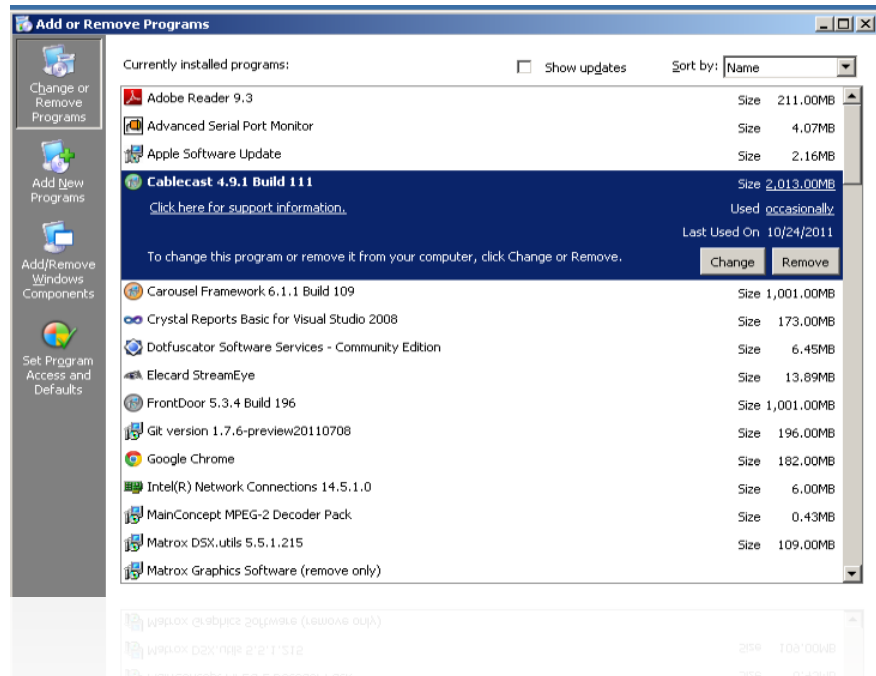 Add or Remove Programs
Change or
Remove
Programs
Add New
Programs
Add/Remove
Windows
Components
Set Program
Access and
Defaults
Currently installed programs: Show updates Sort by: Name
Adobe Reader 9.3 Size 211.00MB
Advanced Serial Port Monitor Size 4.07MB
Apple Software Update Size 2.16MB
Cablecast 4.9.1 Build 111 Size 2,013.00MB
Click here for support information. Used occasionally
Last Used On 10/24/2011
To change this program or remove it from your computer, click Change or Remove. Change Remove
Carousel Framework 6.1.1 Build 109 Size 1,001.00MB
Crystal Reports Basic for Visual Studio 2008 Size 173.00MB
Dotfuscator Software Services - Community Edition Size 6.45MB
Elecard StreamEye Size 13.89MB
FrontDoor 5.3.4 Build 196 Size 1,001.00MB
Git version 1.7.6-preview20110708 Size 196.00MB
Google Chrome Size 182.00MB
Intel(R) Network Connections 14.5.1.0 Size 6.00MB
MainConcept MPEG-2 Decoder Pack Size 0.43MB
Matrox DSX.utils 5.5.1.215 Size 109.00MB
Matrox Graphics Software (remove only)